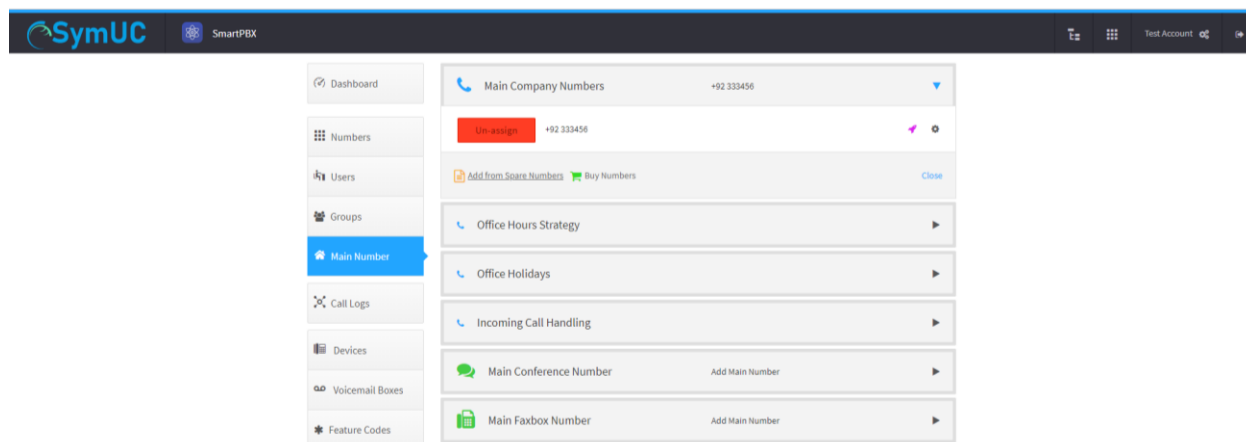 SymUC SmartPBX Test Account
Dashboard
Numbers
Users
Groups
Main Number
Call Logs
Devices
Voicemail Boxes
Feature Codes
Main Company Numbers +92 333456
Un-assign +92 333456
Add from Spare Numbers Buy Numbers Close
Office Hours Strategy
Office Holidays
Incoming Call Handling
Main Conference Number Add Main Number
Main Faxbox Number Add Main Number